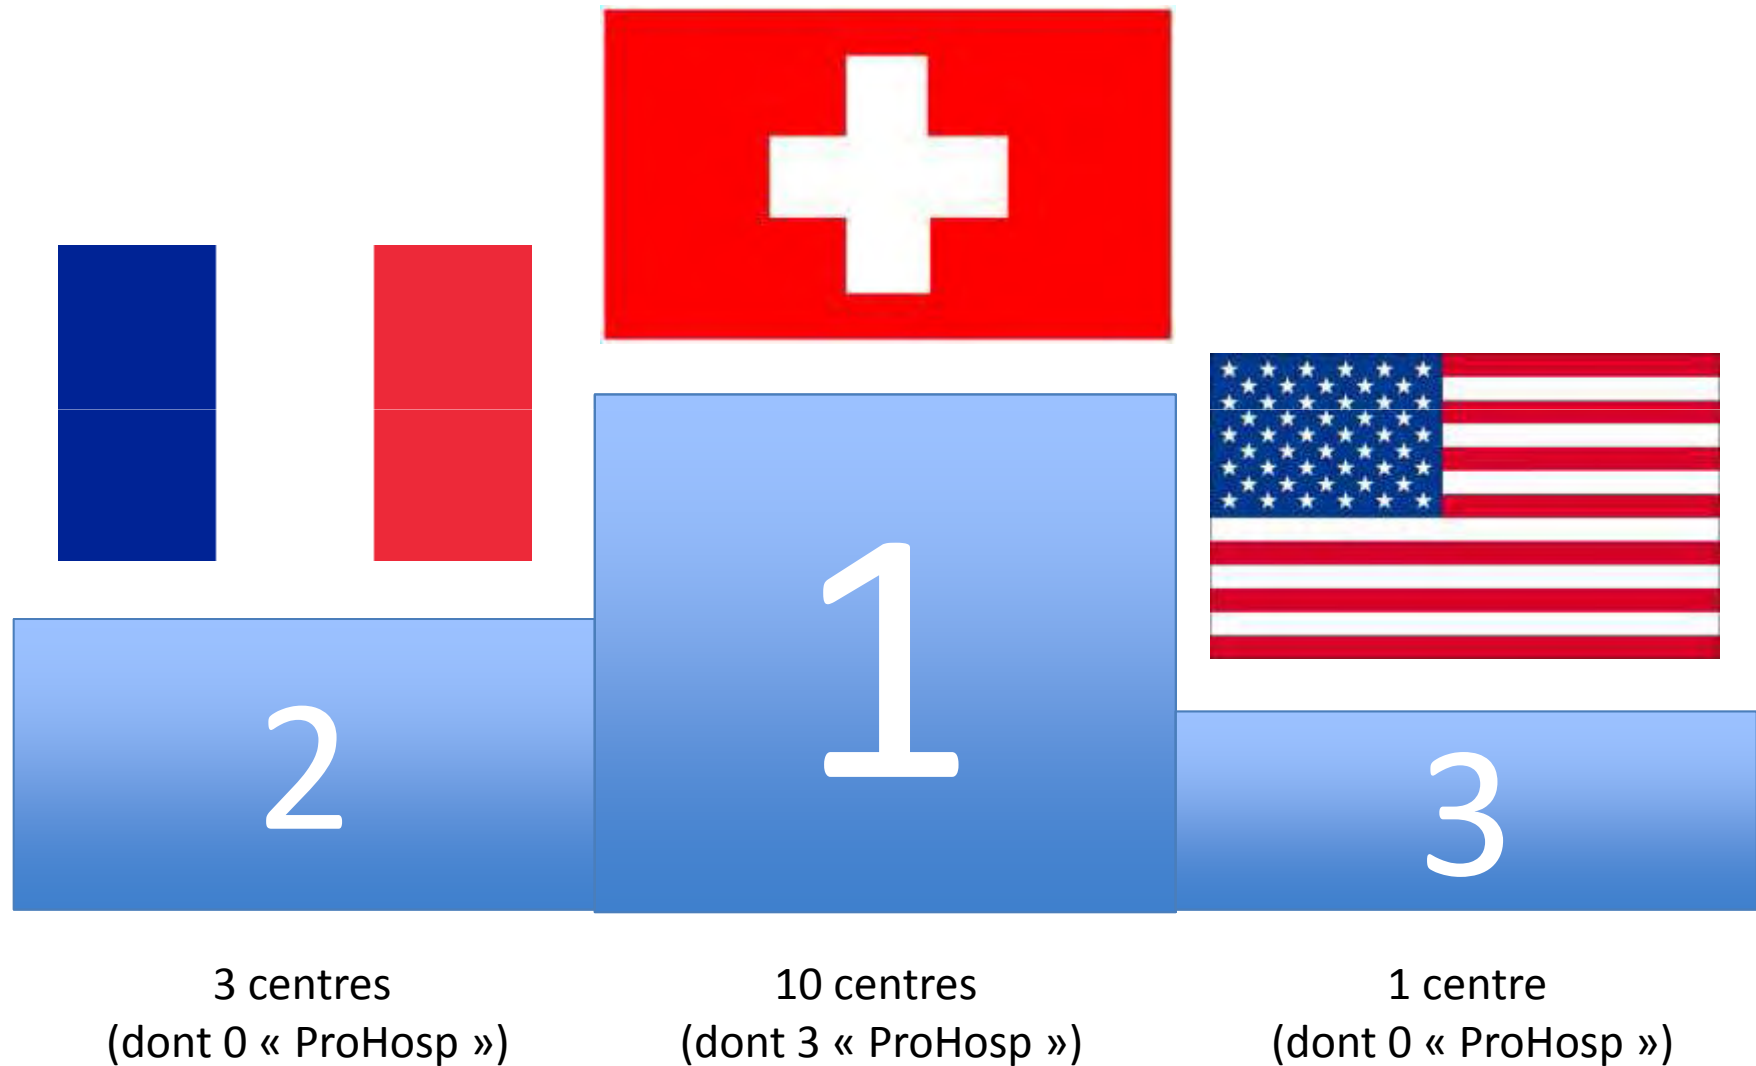 2
1
3
3 centres
(dont 0 « ProHosp »)
10 centres
(dont 3 « ProHosp »)
1 centre
(dont 0 « ProHosp »)